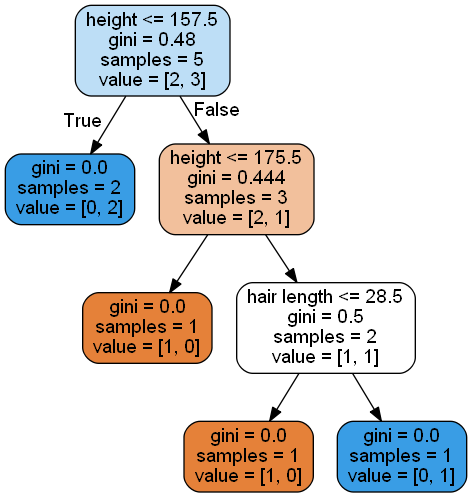 height <= 157.5
gini = 0.48
samples = 5
value = [2, 3]
True
False
gini = 0.0
samples = 2
value = [0, 2]
height <= 175.5
gini = 0.444
samples = 3
value = [2, 1]
gini = 0.0
samples = 1
value = [1, 0]
hair length <= 28.5
gini = 0.5
samples = 2
value = [1, 1]
gini = 0.0
samples = 1
value = [1, 0]
gini = 0.0
samples = 1
value = [0, 1]